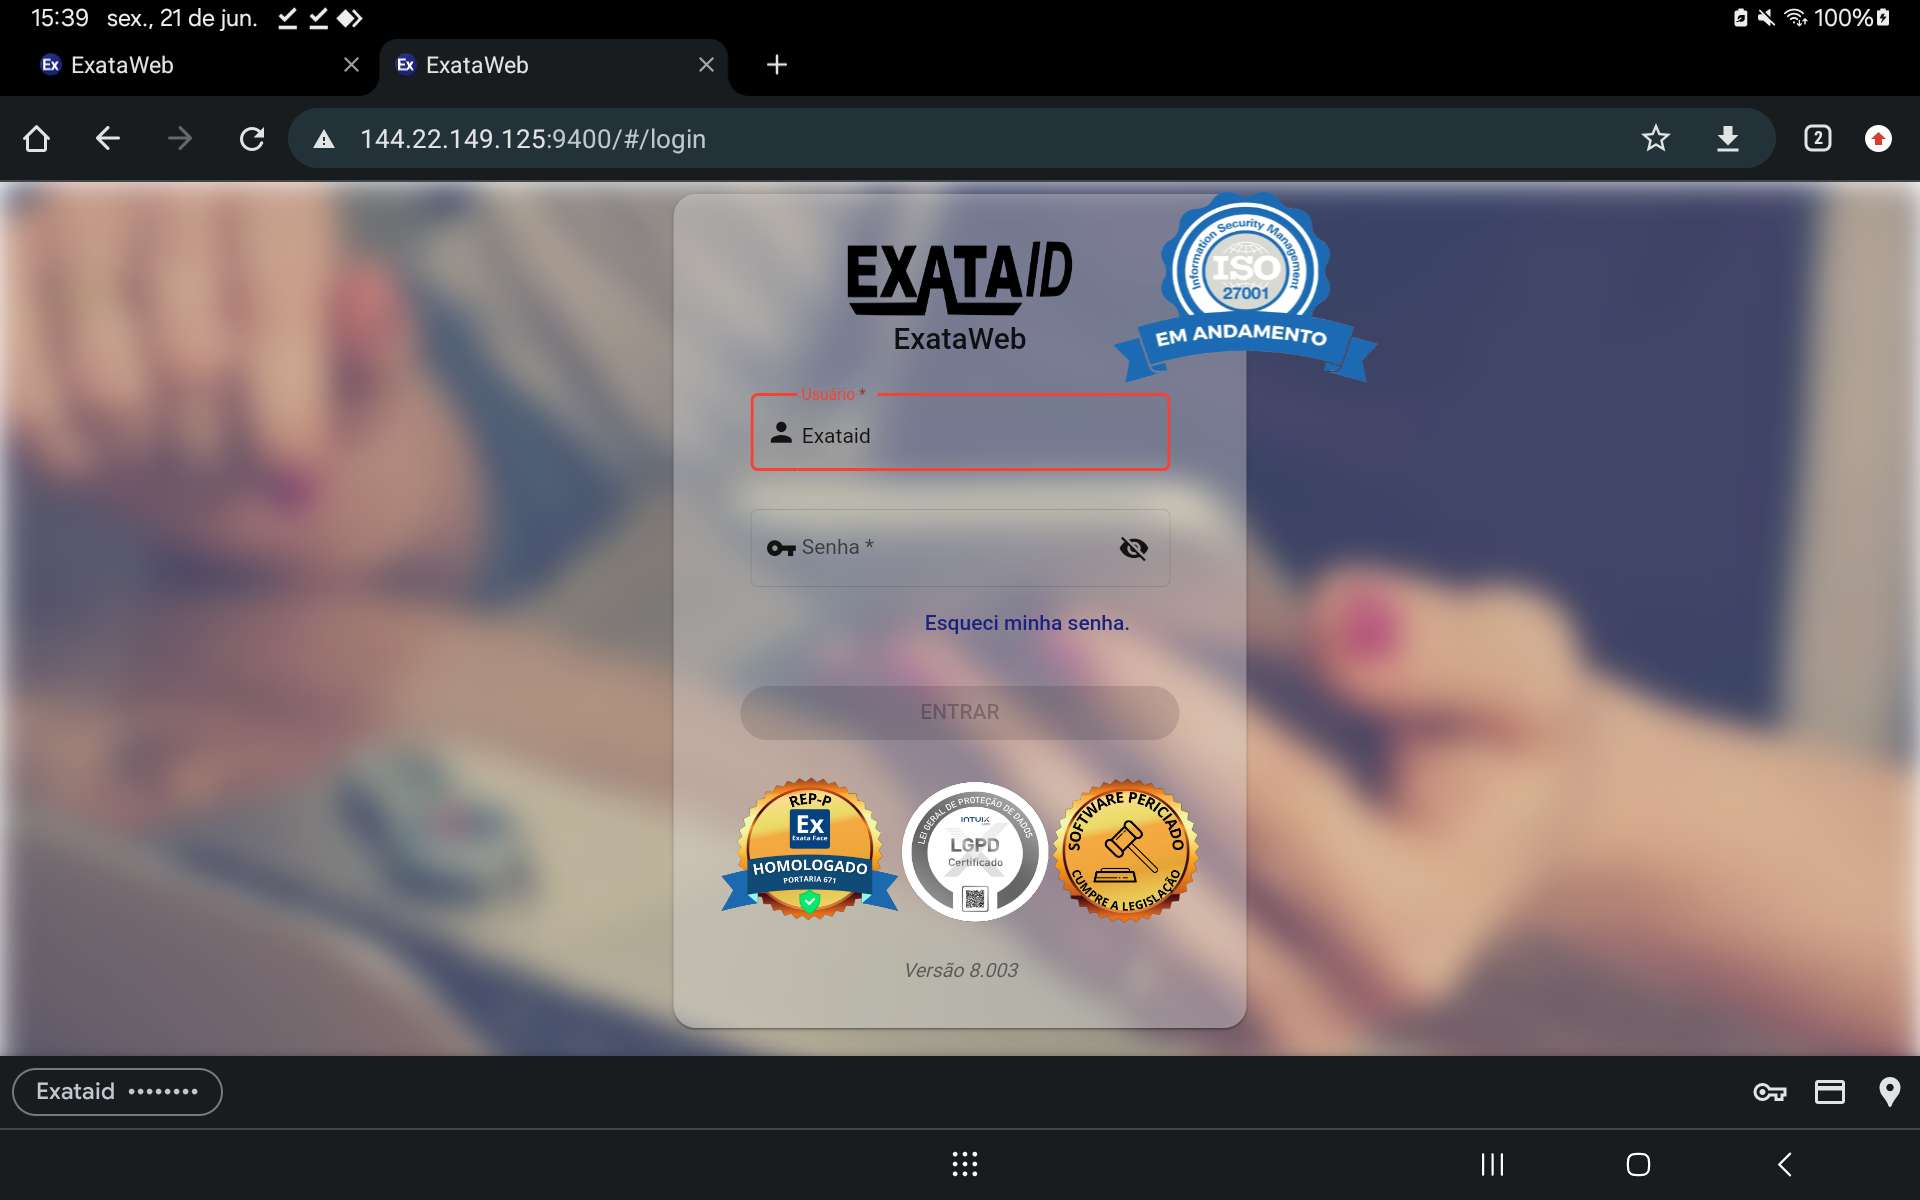 15:39 sex., 21 de jun. 100%
Ex ExataWeb
Ex ExataWeb
144.22.149.125:9400/#/login
2
EXATAID
ExataWeb
Information Security Management
ISO
27001
EM ANDAMENTO
Usuário *
Exataid
Senha *
Esqueci minha senha.
ENTRAR
REP-P
Ex
Exata Face
HOMOLOGADO
PORTARIA 671
LEI GERAL DE PROTEÇÃO DE DADOS
INTUIX
LGPD
Certificado
SOFTWARE PERICIADO
CUMPRE A LEGISLAÇÃO
Versão 8.003
Exataid ••••••••